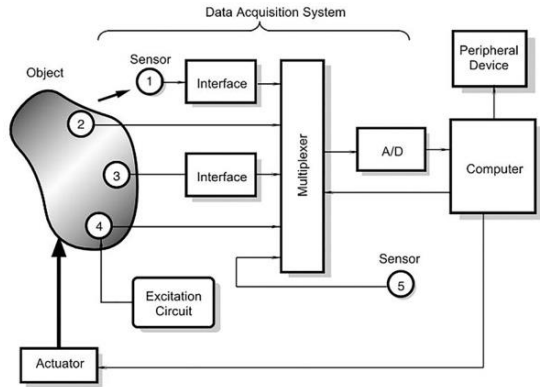 Data Acquisition System
Object
Sensor
1
Interface
Peripheral
Device
2
Multiplexer
A/D
Computer
3
Interface
4
Sensor
5
Excitation
Circuit
Actuator